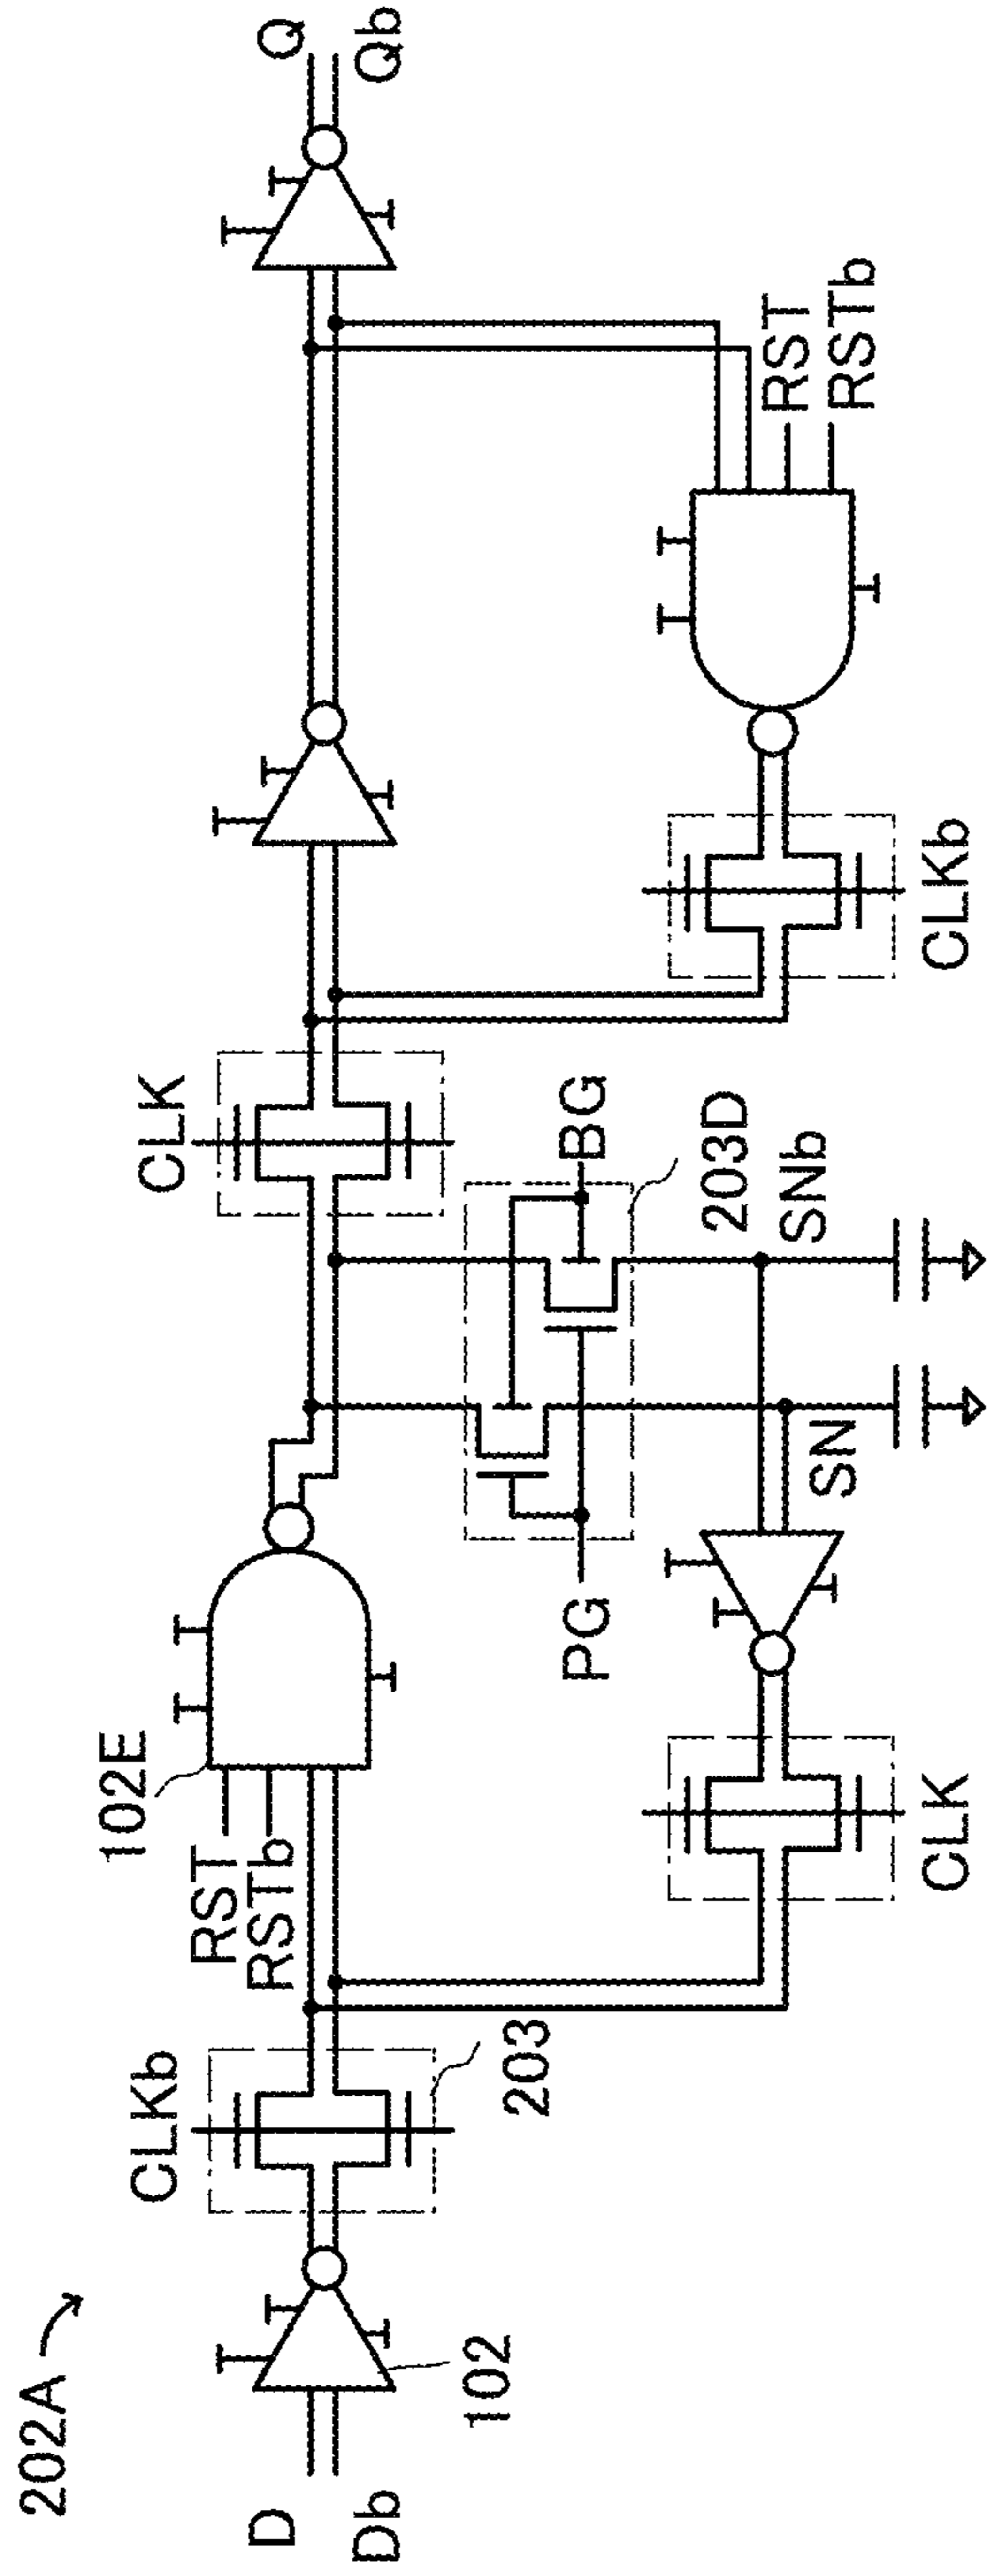 202A
D
Db
102
CLKb
203
RST
RSTb
102E
PG
BG
203D
SN
SNb
CLK
CLK
CLKb
RST
RSTb
Q
Qb